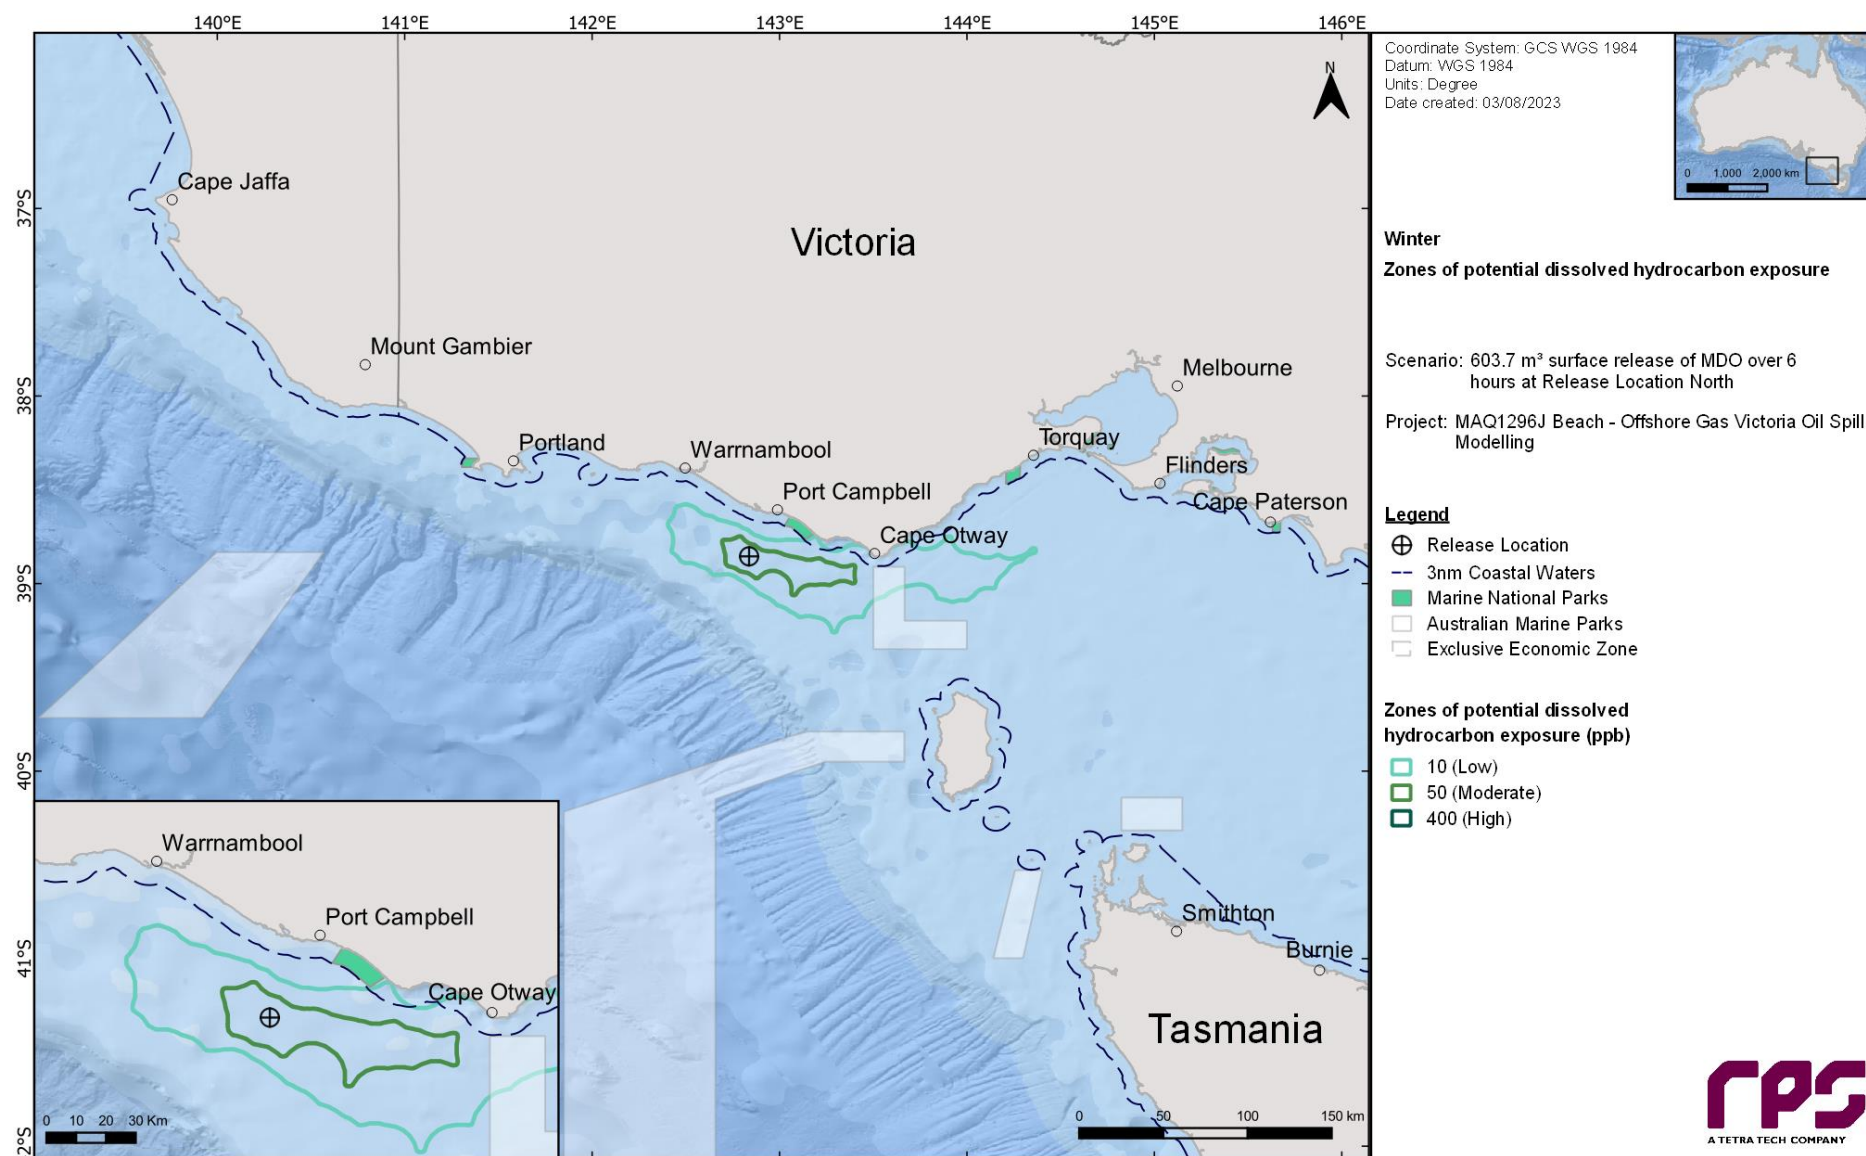 140°E 141°E 142°E 143°E 144°E 145°E 146°E
37°S
38°S
39°S
40°S
41°S
2°S
N
Cape Jaffa
Victoria
Mount Gambier
Melbourne
Portland
Torquay
Warrnambool
Flinders
Port Campbell
Cape Paterson
Cape Otway
Smithton
Burnie
Tasmania
0 50 100 150 km
Warrnambool
Port Campbell
Cape Otway
0 10 20 30 Km
Coordinate System: GCS WGS 1984
Datum: WGS 1984
Units: Degree
Date created: 03/08/2023
0 1,000 2,000 km
Winter
Zones of potential dissolved hydrocarbon exposure
Scenario: 603.7 m³ surface release of MDO over 6
hours at Release Location North
Project: MAQ1296J Beach - Offshore Gas Victoria Oil Spill
Modelling
Legend
Release Location
3nm Coastal Waters
Marine National Parks
Australian Marine Parks
Exclusive Economic Zone
Zones of potential dissolved
hydrocarbon exposure (ppb)
10 (Low)
50 (Moderate)
400 (High)
rps
A TETRA TECH COMPANY